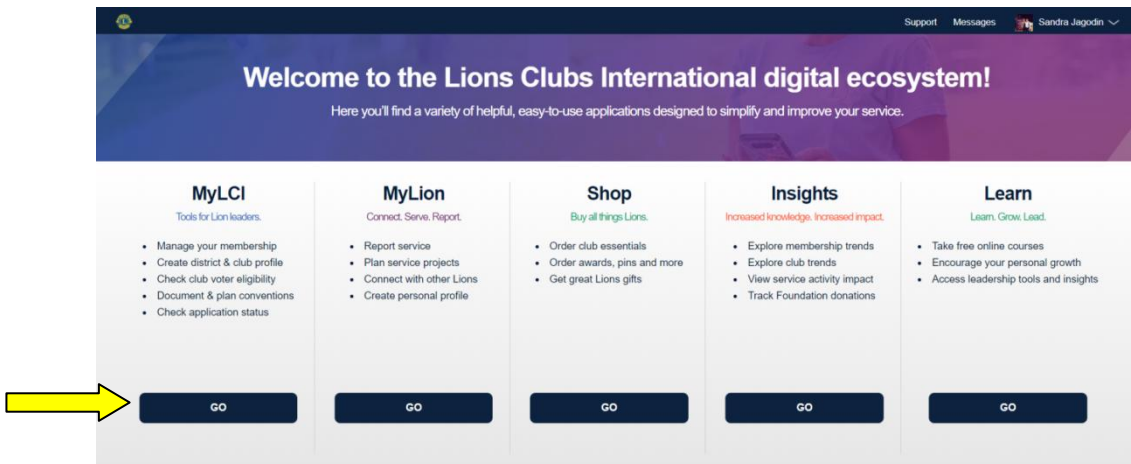 Support Messages Sandra Jagodin
Welcome to the Lions Clubs International digital ecosystem!
Here you'll find a variety of helpful, easy-to-use applications designed to simplify and improve your service.
MyLCI
Tools for Lion leaders.
• Manage your membership
• Create district & club profile
• Check club voter eligibility
• Document & plan conventions
• Check application status
GO
MyLion
Connect. Serve. Report.
• Report service
• Plan service projects
• Connect with other Lions
• Create personal profile
GO
Shop
Buy all things Lions.
• Order club essentials
• Order awards, pins and more
• Get great Lions gifts
GO
Insights
Increased knowledge. Increased impact.
• Explore membership trends
• Explore club trends
• View service activity impact
• Track Foundation donations
GO
Learn
Learn. Grow. Lead.
• Take free online courses
• Encourage your personal growth
• Access leadership tools and insights
GO